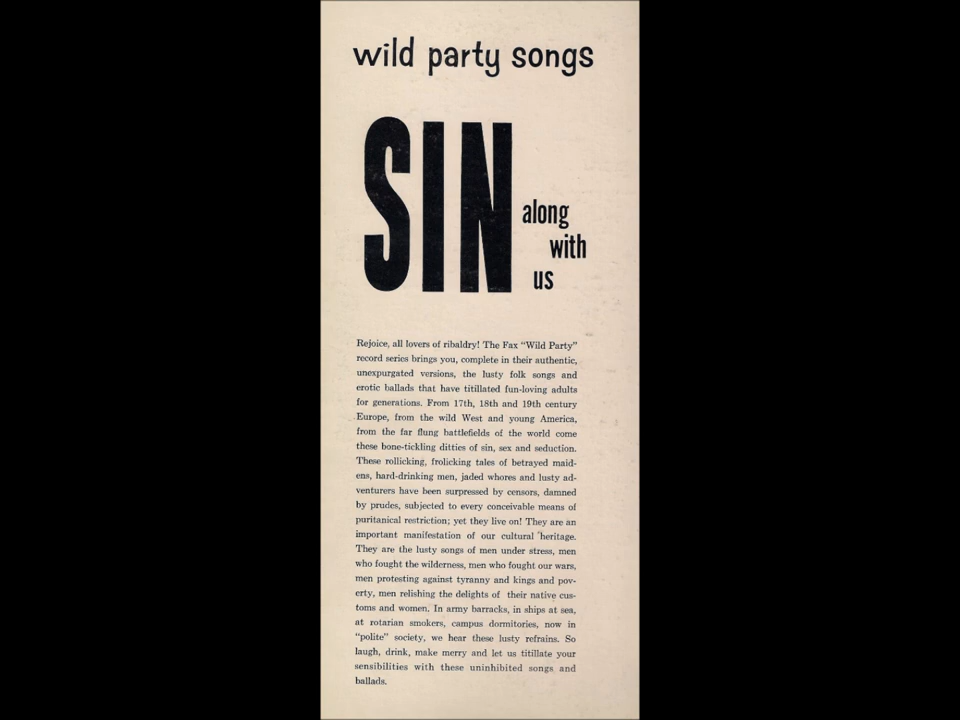 wild party songs
SIN
along
with
us
Rejoice, all lovers of ribaldry! The Fax “Wild Party”
record series brings you, complete in their authentic,
unexpurgated versions, the lusty folk songs and
erotic ballads that have titillated fun-loving adults
for generations. From 17th, 18th and 19th century
Europe, from the wild West and young America,
from the far flung battlefields of the world come
these bone-tickling ditties of sin, sex and seduction.
These rollicking, frolicking tales of betrayed maid-
ens, hard-drinking men, jaded whores and lusty ad-
venturers have been surpressed by censors, damned
by prudes, subjected to every conceivable means of
puritanical restriction; yet they live on! They are an
important manifestation of our cultural heritage.
They are the lusty songs of men under stress, men
who fought the wilderness, men who fought our wars,
men protesting against tyranny and kings and pov-
erty, men relishing the delights of their native cus-
toms and women. In army barracks, in ships at sea,
at rotarian smokers, campus dormitories, now in
“polite” society, we hear these lusty refrains. So
laugh, drink, make merry and let us titillate your
sensibilities with these uninhibited songs and
ballads.